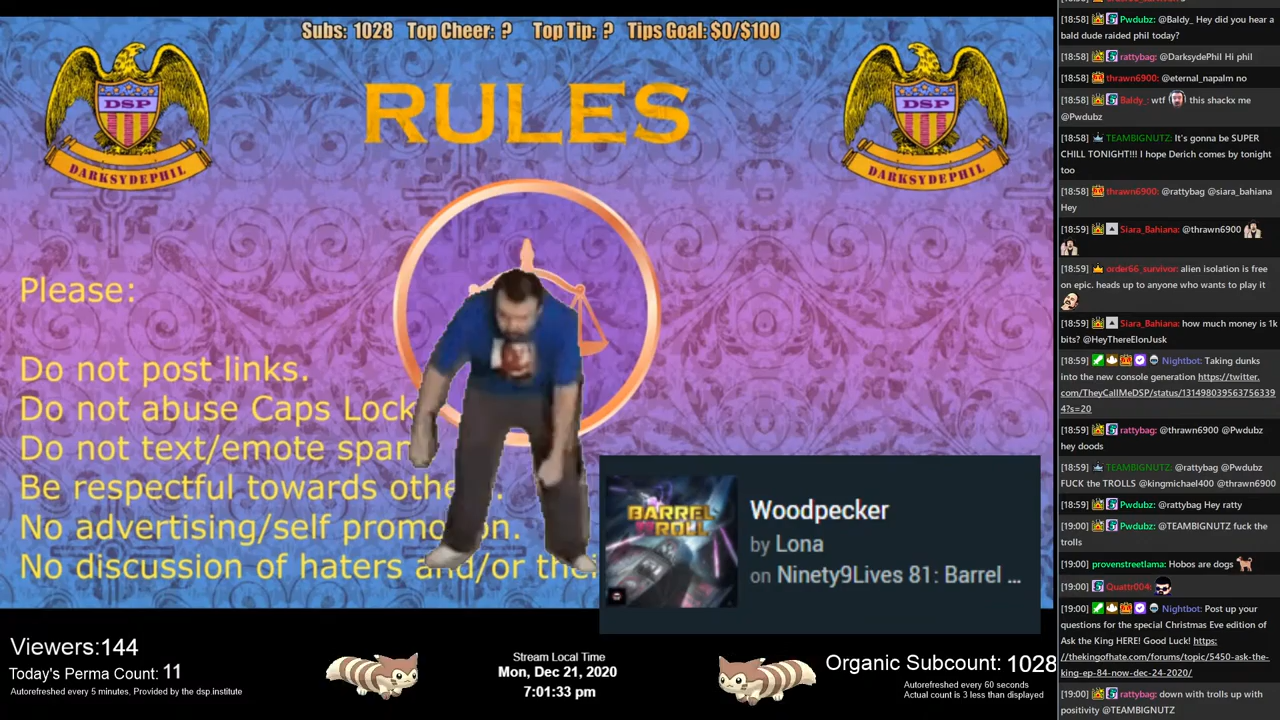 Subs: 1028 Top Cheer: ? Top Tip: ? Tips Goal: $0/$100
DSP
DARKSYDEPHIL
RULES
DSP
DARKSYDEPHIL
Please:
Do not post links.
Do not abuse Caps Lock
Do not text/emote spam
Be respectful towards
No advertising/self
No discussion of haters and/or
BARREL
ROLL
Woodpecker
by Lona
on Ninety9Lives 81: Barrel ...
Viewers:144
Today's Perma Count: 11
Autorefreshed every 5 minutes, Provided by the dsp.institute
Stream Local Time
Mon, Dec 21, 2020
7:01:33 pm
Organic Subcount: 1028
Autorefreshed every 60 seconds
Actual count is 3 less than displayed
[18:58] Pwdubz: @Baldy_ Hey did you hear a
bald dude raided phil today?
[18:58] rattybag: @DarksydePhil Hi phil
[18:58] thrawn6900: @eternal_napalm no
[18:58] Baldy_: wtf this shackx me
@Pwdubz
[18:58] TEAMBIGNUTZ: It's gonna be SUPER
CHILL TONIGHT!!! I hope Derich comes by tonight
too
[18:58] thrawn6900: @rattybag @siara_bahiana
Hey
[18:59] Siara_Bahiana: @thrawn6900
[18:59] order66_survivor: alien isolation is free
on epic. heads up to anyone who wants to play it
[18:59] Siara_Bahiana: how much money is 1k
bits? @HeyThereElonJusk
[18:59] Nightbot: Taking dunks
into the new console generation https://twitter.
com/TheyCallMeDSP/status/131498039563756339
4?s=20
[18:59] rattybag: @thrawn6900 @Pwdubz
hey doods
[18:59] TEAMBIGNUTZ: @rattybag @Pwdubz
FUCK the TROLLS @kingmichael400 @thrawn6900
[18:59] Pwdubz: @rattybag Hey ratty
[19:00] Pwdubz: @TEAMBIGNUTZ fuck the
trolls
[19:00] provenstreetlama: Hobos are dogs
[19:00] Quattr004:
[19:00] Nightbot: Post up your
questions for the special Christmas Eve edition of
Ask the King HERE! Good Luck! https:
//thekingofhate.com/forums/topic/5450-ask-the-
king-ep-84-now-dec-24-2020/
[19:00] rattybag: down with trolls up with
positivity @TEAMBIGNUTZ